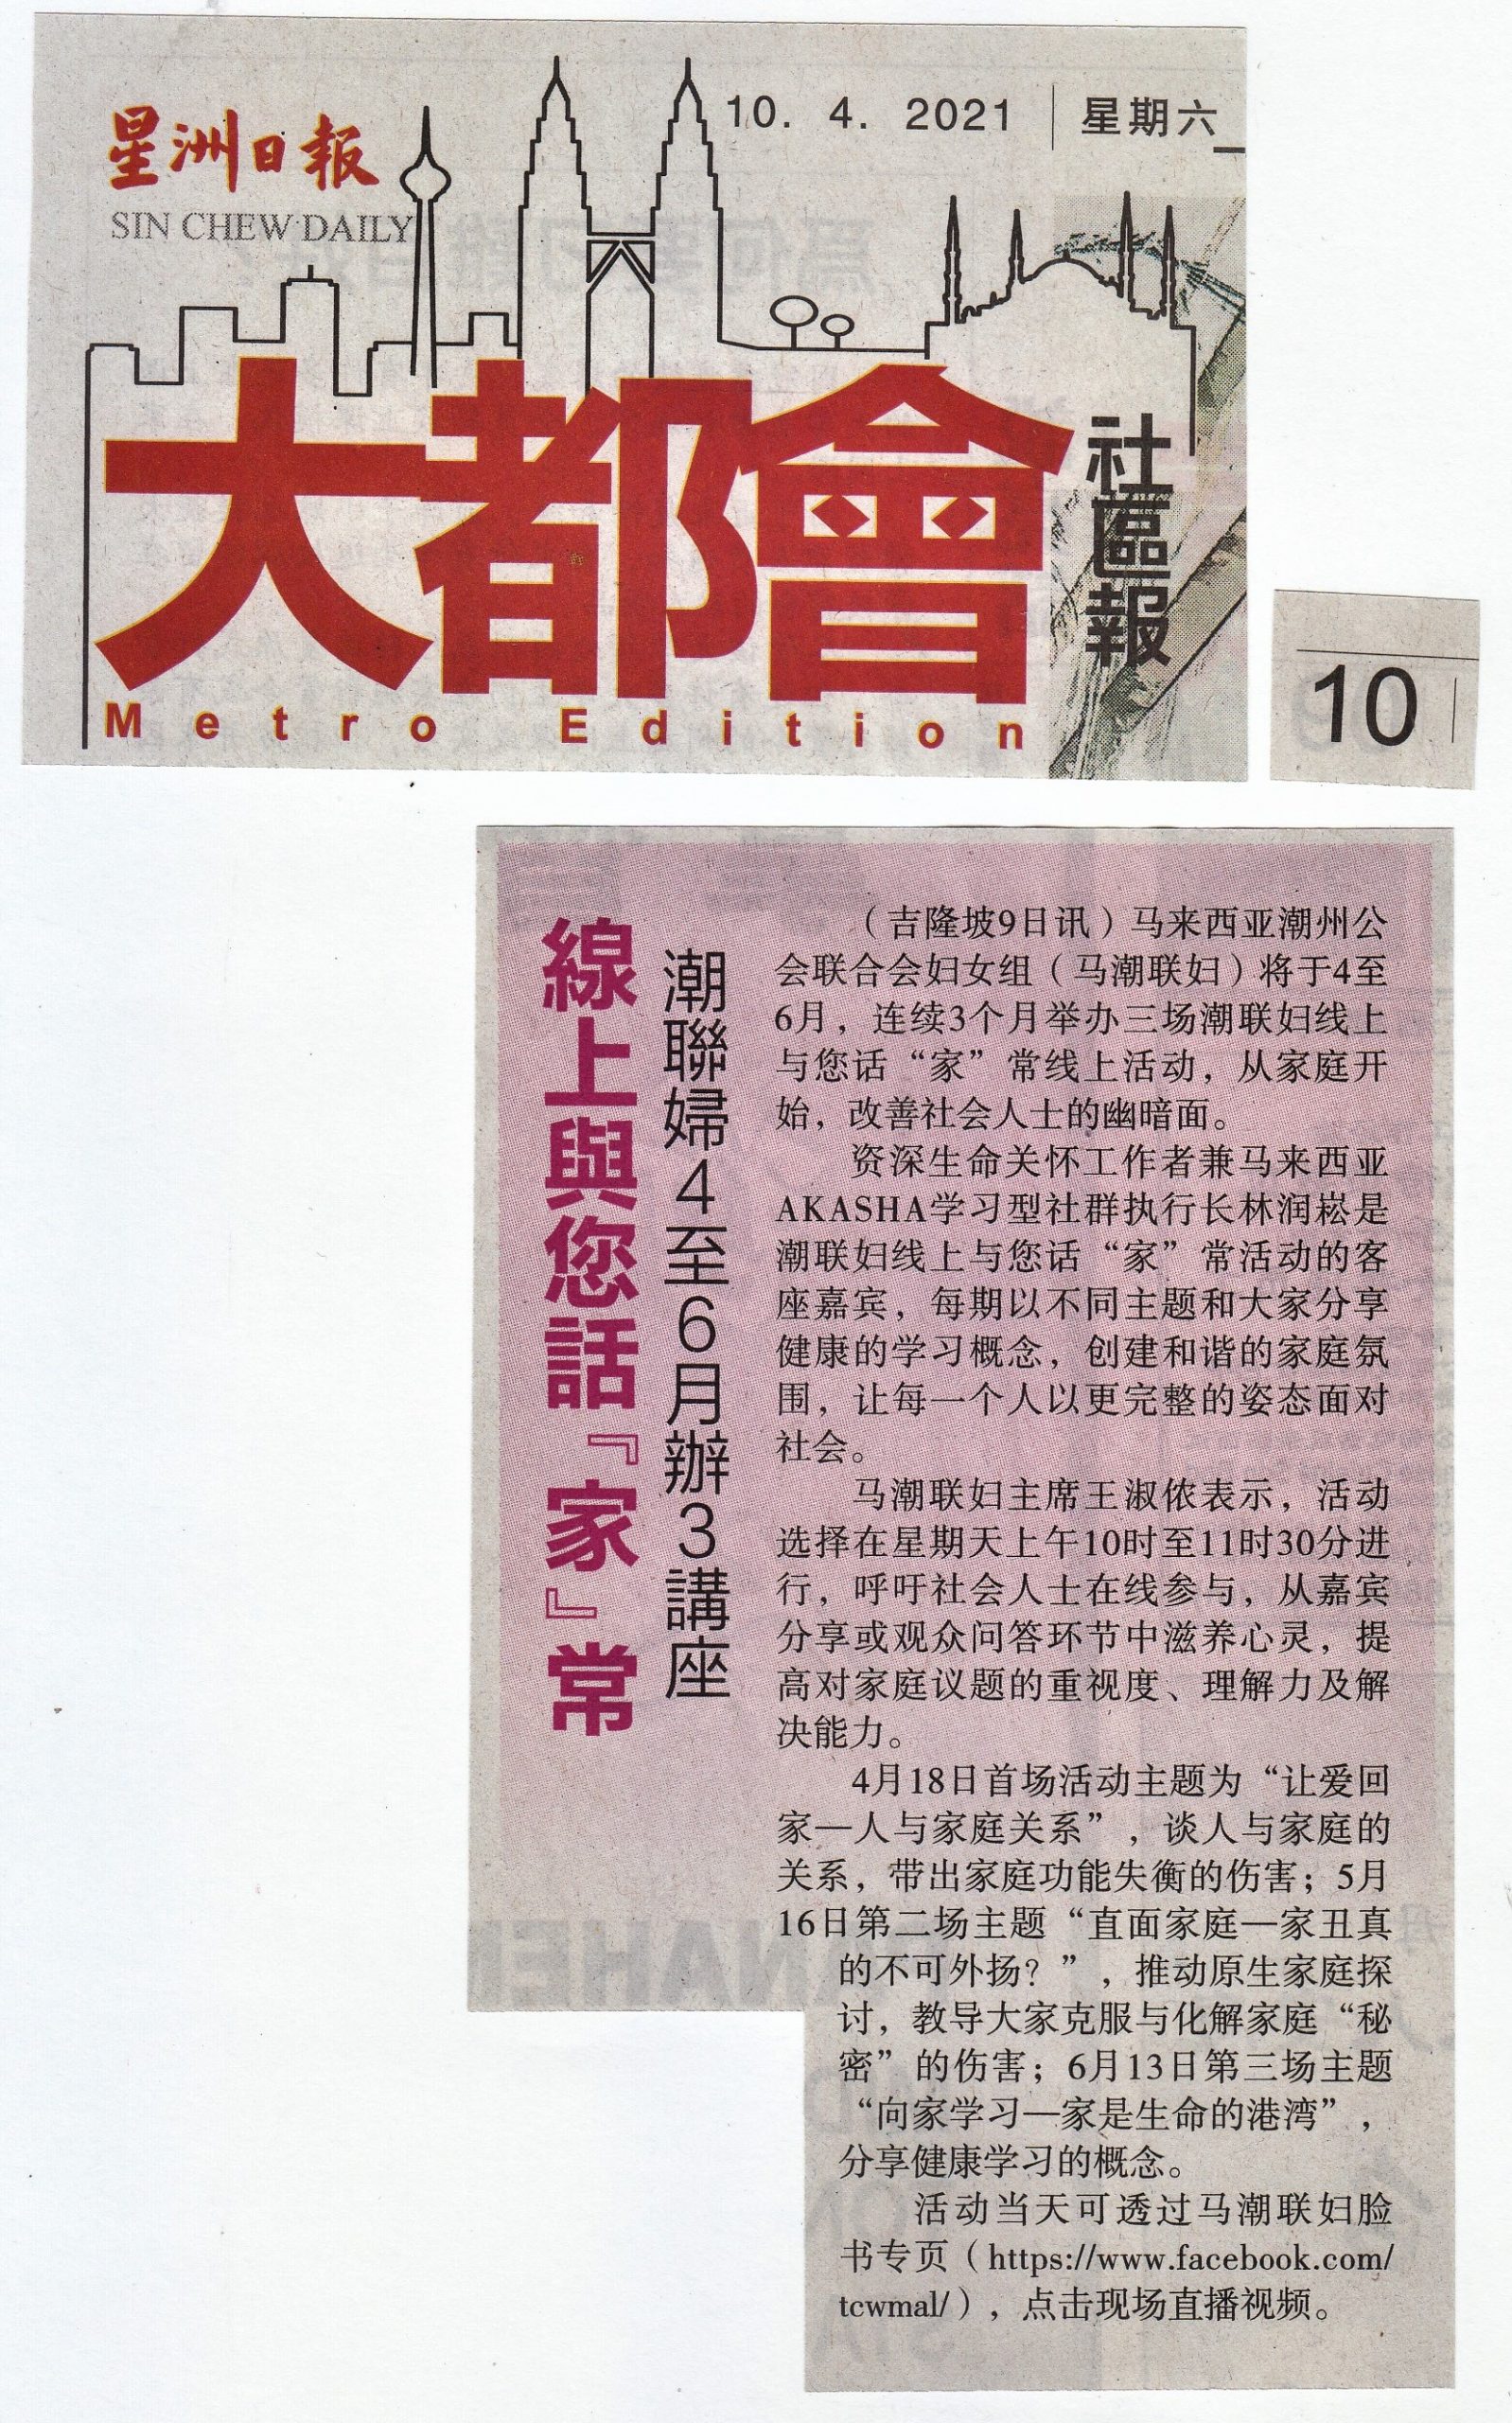 星洲日報
SIN CHEW DAILY
10. 4. 2021 星期六
大都會
社區報
Metro Edition
10
潮聯婦4至6月辦3講座
線上與您話『家』常
（吉隆坡9日讯）马来西亚潮州公
会联合会妇女组（马潮联妇）将于4至
6月，连续3个月举办三场潮联妇线上
与您话“家”常线上活动，从家庭开
始，改善社会人士的幽暗面。
资深生命关怀工作者兼马来西亚
AKASHA学习型社群执行长林润崧是
潮联妇线上与您话“家”常活动的客
座嘉宾，每期以不同主题和大家分享
健康的学习概念，创建和谐的家庭氛
围，让每一个人以更完整的姿态面对
社会。
马潮联妇主席王淑侬表示，活动
选择在星期天上午10时至11时30分进
行，呼吁社会人士在线参与，从嘉宾
分享或观众问答环节中滋养心灵，提
高对家庭议题的重视度、理解力及解
决能力。
4月18日首场活动主题为“让爱回
家—人与家庭关系”，谈人与家庭的
关系，带出家庭功能失衡的伤害；5月
16日第二场主题“直面家庭—家丑真
的不可外扬？”，推动原生家庭探
讨，教导大家克服与化解家庭“秘
密”的伤害；6月13日第三场主题
“向家学习—家是生命的港湾”，
分享健康学习的概念。
活动当天可透过马潮联妇脸
书专页（https://www.facebook.com/
tcwmal/），点击现场直播视频。